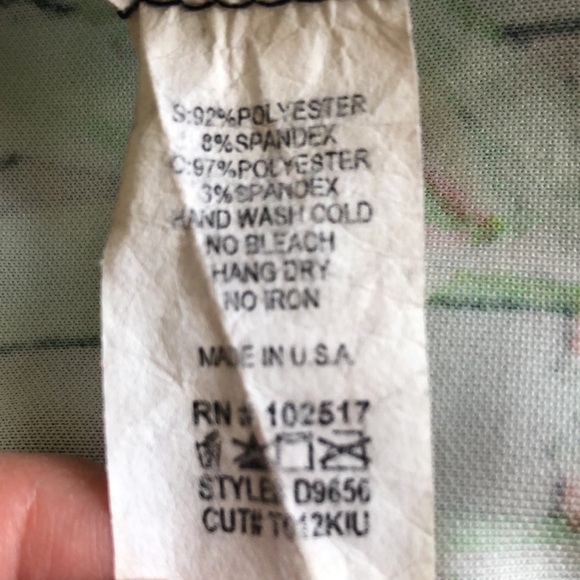 S:92%POLYESTER
8%SPANDEX
C:97%POLYESTER
3%SPANDEX
HAND WASH COLD
NO BLEACH
HANG DRY
NO IRON
MADE IN U.S.A
RN# 102517
STYLE# D9656
CUT#